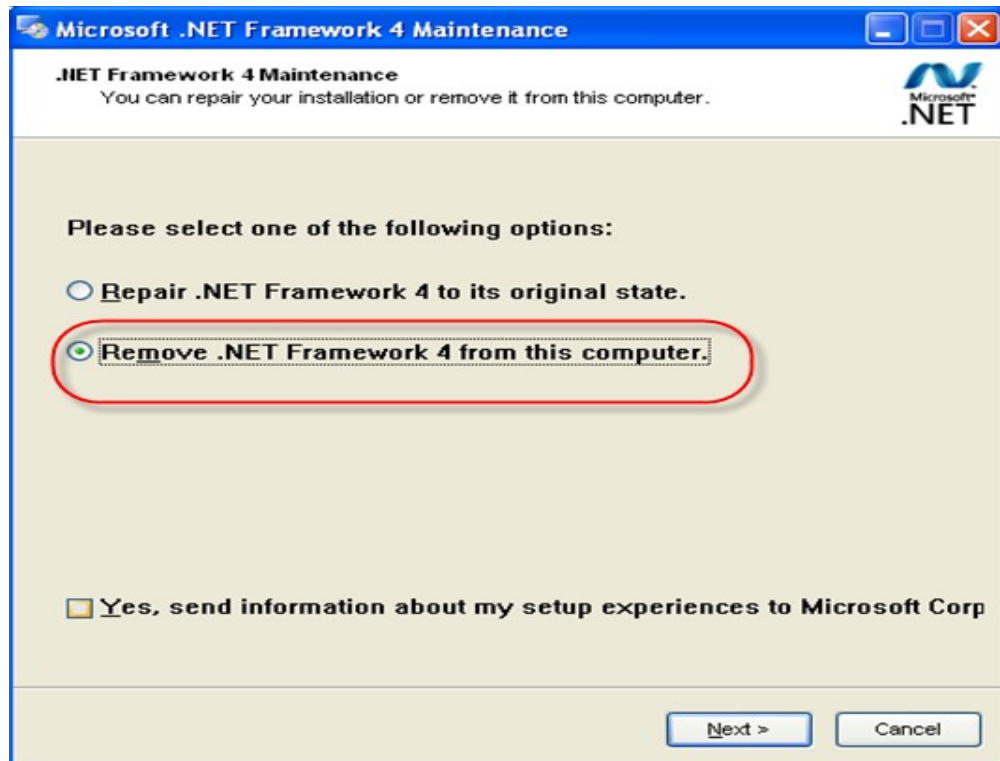 Microsoft .NET Framework 4 Maintenance
.NET Framework 4 Maintenance
You can repair your installation or remove it from this computer.
Microsoft
.NET
Please select one of the following options:
Repair .NET Framework 4 to its original state.
Remove .NET Framework 4 from this computer.
Yes, send information about my setup experiences to Microsoft Corp
Next >
Cancel